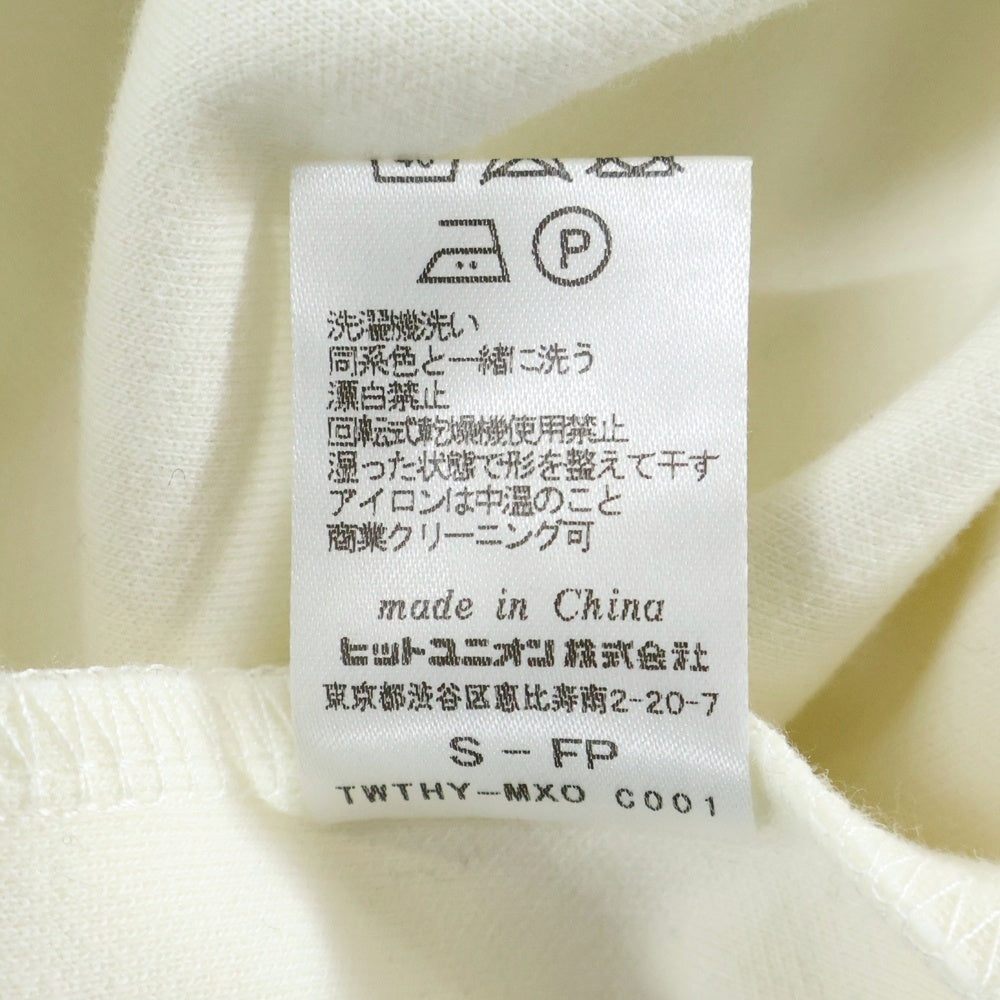 P
洗濯機洗い
同系色と一緒に洗う
漂白禁止
回転式乾燥機使用禁止
湿った状態で形を整えて干す
アイロンは中温のこと
商業クリーニング可
made in China
ヒットユニオン株式会社
東京都渋谷区恵比寿南2-20-7
S-FP
TWTHY-MXO C001